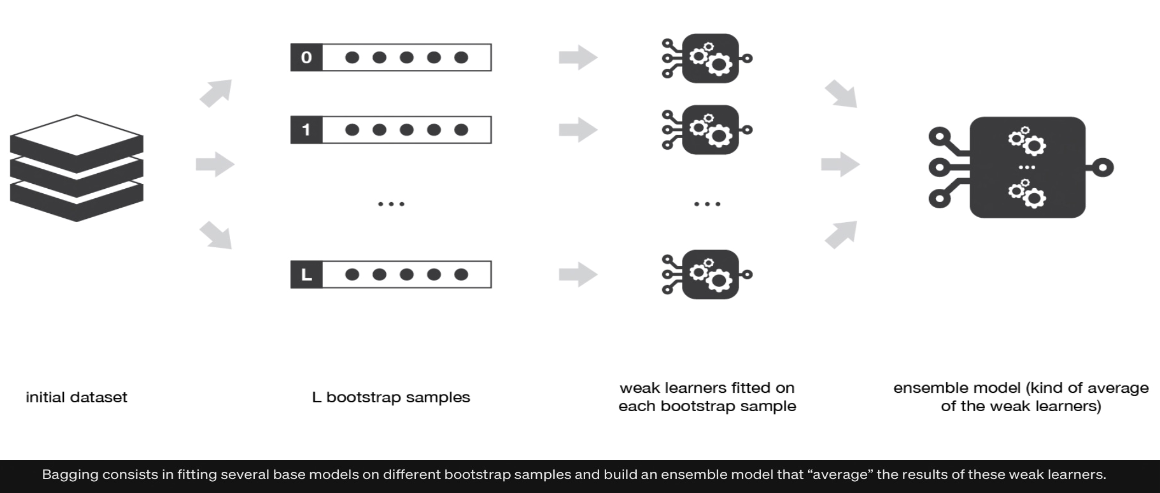 0
1
...
...
...
L
initial dataset
L bootstrap samples
weak learners fitted on
each bootstrap sample
ensemble model (kind of average
of the weak learners)
Bagging consists in fitting several base models on different bootstrap samples and build an ensemble model that “average” the results of these weak learners.